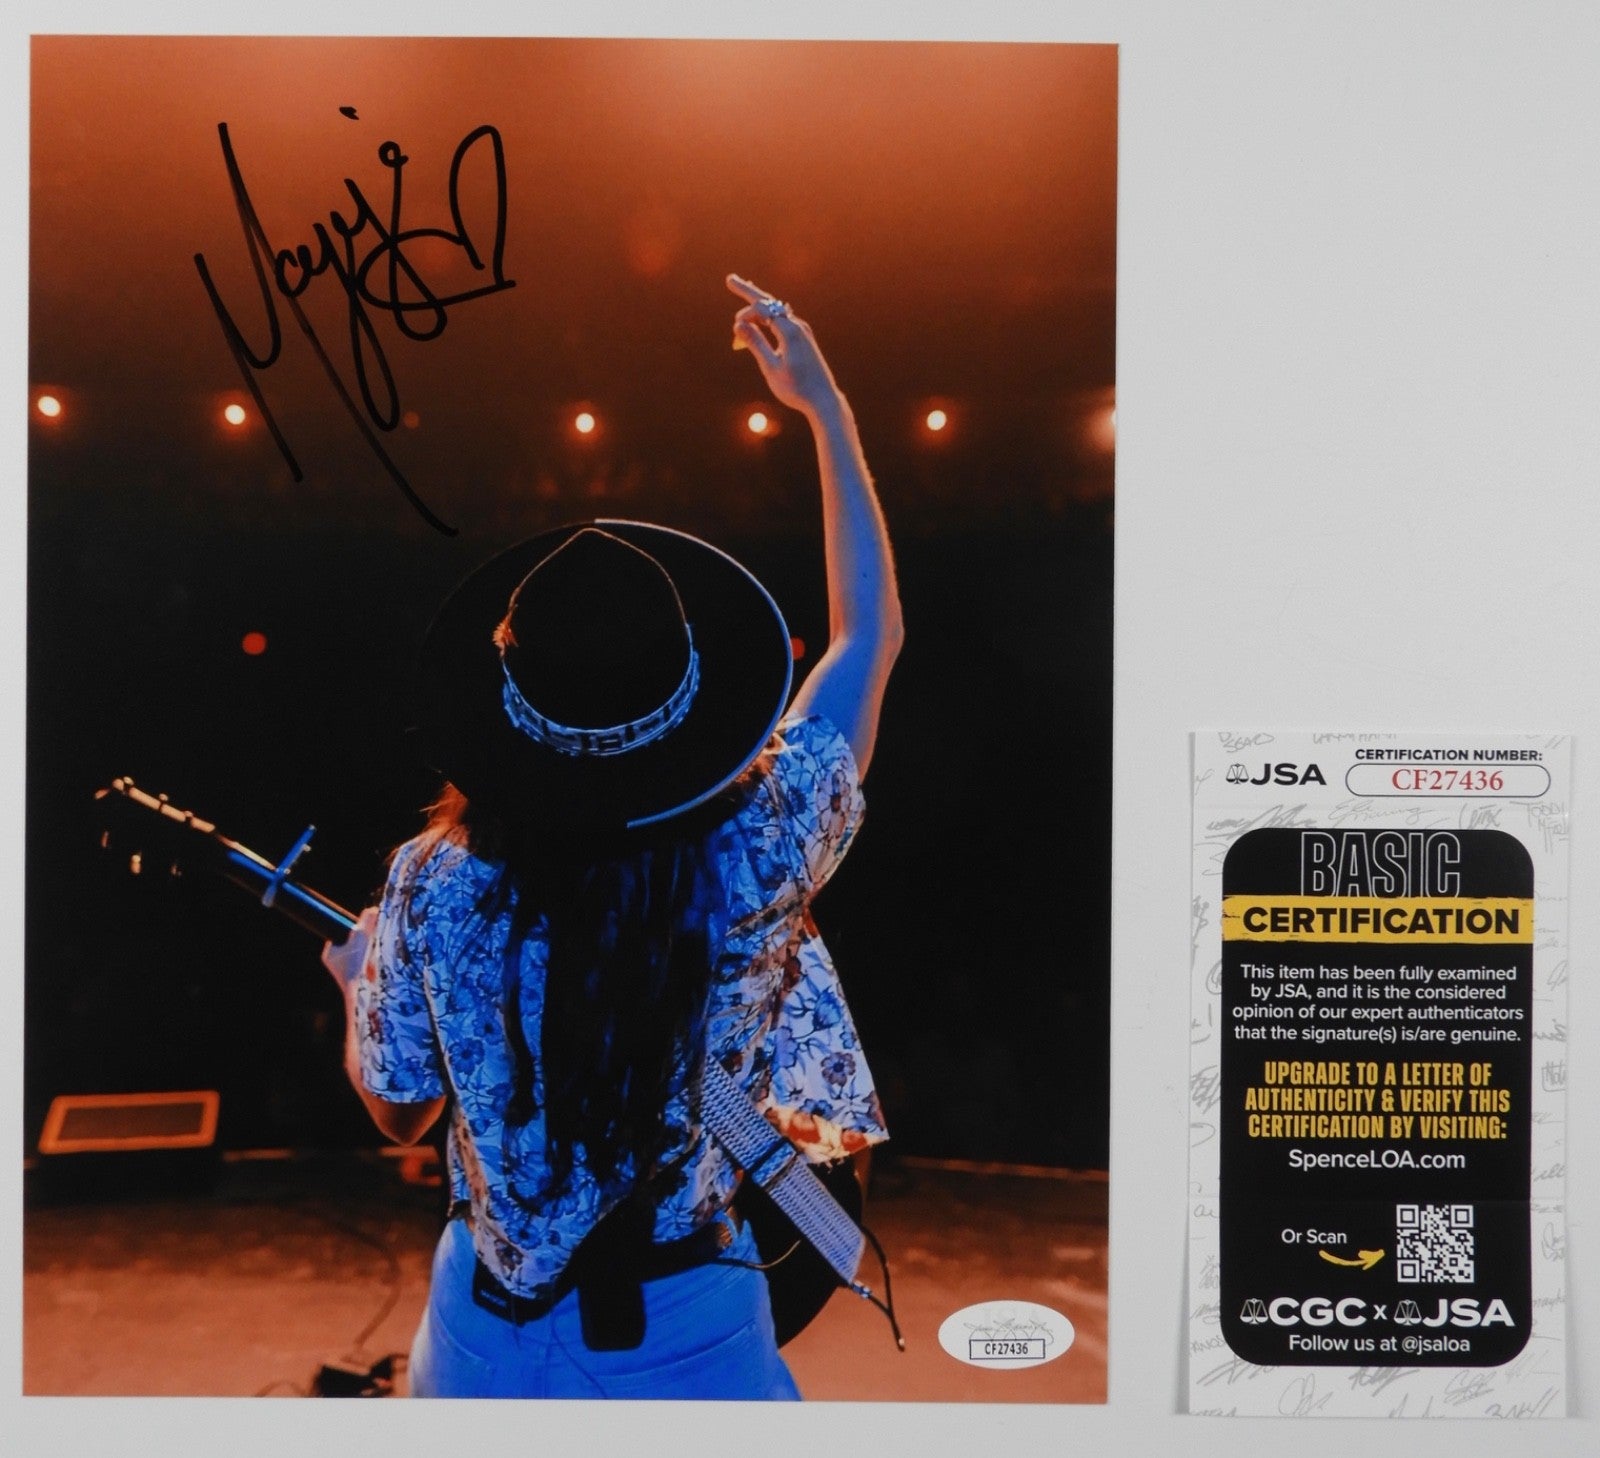 JSA
CERTIFICATION NUMBER:
CF27436
BASIC
CERTIFICATION
This item has been fully examined
by JSA, and it is the considered
opinion of our expert authenticators
that the signature(s) is/are genuine.
UPGRADE TO A LETTER OF
AUTHENTICITY & VERIFY THIS
CERTIFICATION BY VISITING:
SpenceLOA.com
Or Scan
CGC x JSA
Follow us at @jsaloa
CF27436